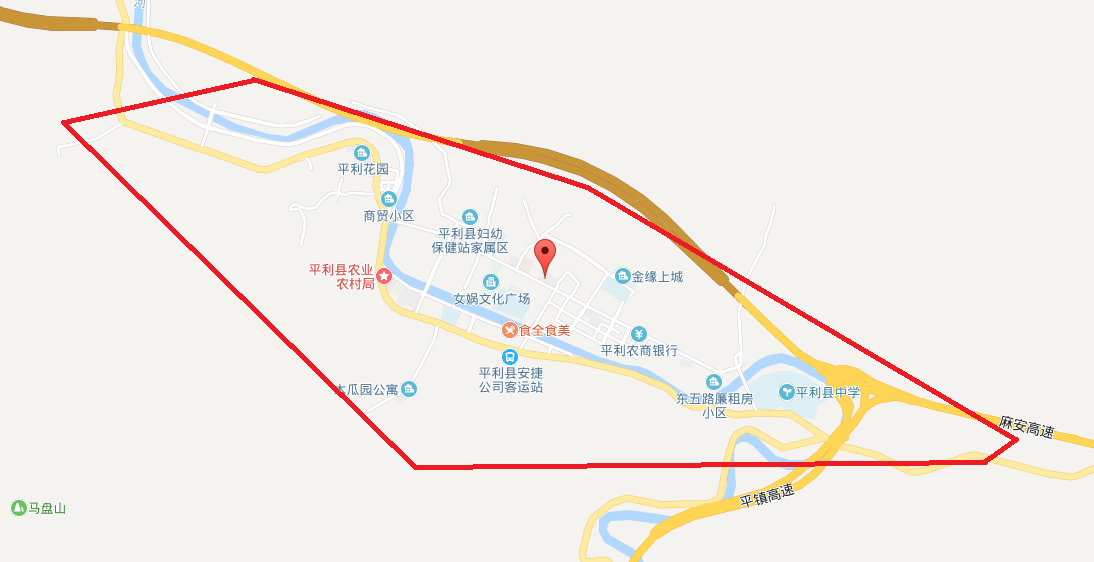 河
平利花园
商贸小区
平利县妇幼
保健站家属区
平利县农业
农村局
女娲文化广场
金缘上城
食全食美
平利农商银行
平利县安捷
公司客运站
木瓜园公寓
东五路廉租房
小区
平利县中学
麻安高速
平镇高速
马盘山